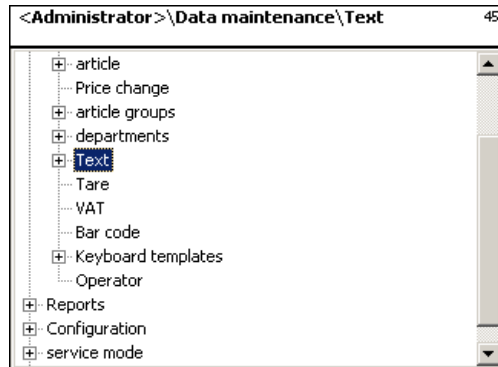 <Administrator>\Data maintenance\Text 45
article
Price change
article groups
departments
Text
Tare
VAT
Bar code
Keyboard templates
Operator
Reports
Configuration
service mode